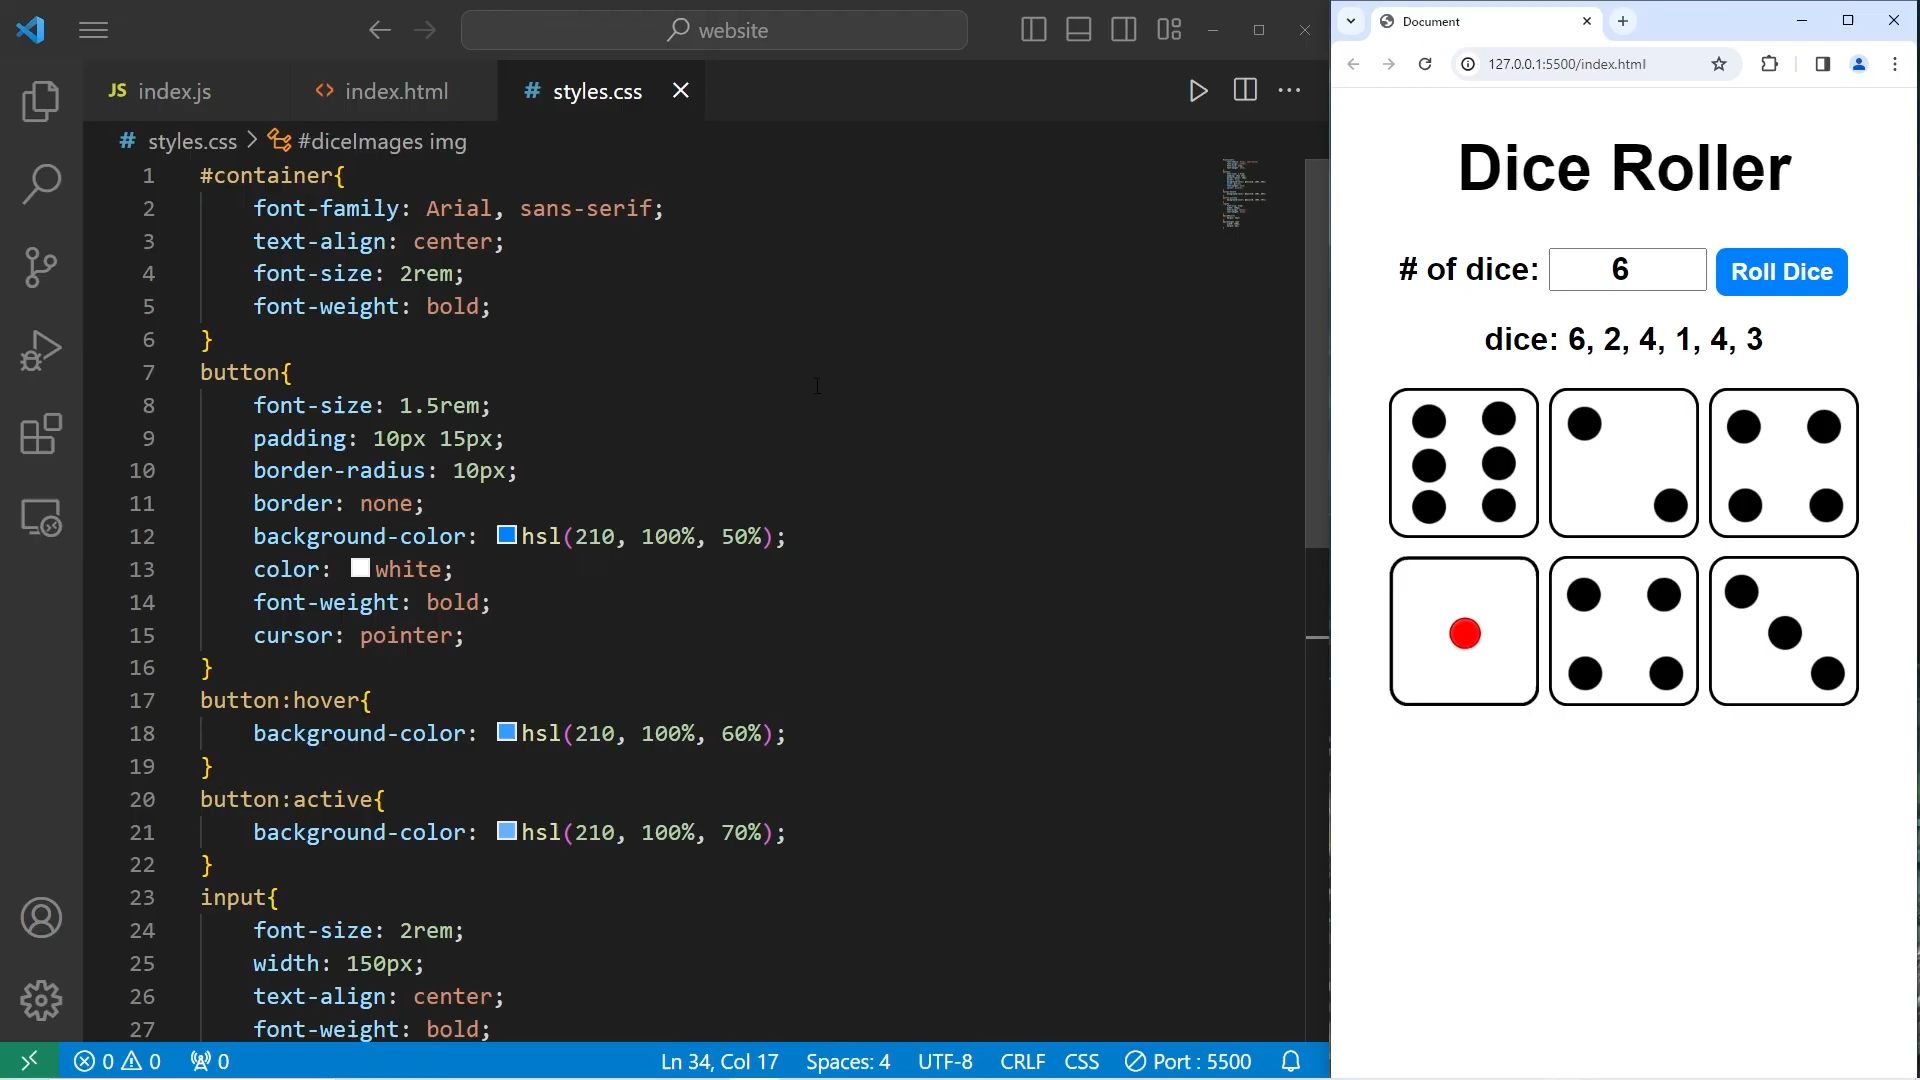 website
JS index.js
<> index.html
# styles.css
# styles.css > #diceImages img
1 #container{
2 font-family: Arial, sans-serif;
3 text-align: center;
4 font-size: 2rem;
5 font-weight: bold;
6 }
7 button{
8 font-size: 1.5rem;
9 padding: 10px 15px;
10 border-radius: 10px;
11 border: none;
12 background-color: hsl(210, 100%, 50%);
13 color: white;
14 font-weight: bold;
15 cursor: pointer;
16 }
17 button:hover{
18 background-color: hsl(210, 100%, 60%);
19 }
20 button:active{
21 background-color: hsl(210, 100%, 70%);
22 }
23 input{
24 font-size: 2rem;
25 width: 150px;
26 text-align: center;
27 font-weight: bold;
0 0 0 Ln 34, Col 17 Spaces: 4 UTF-8 CRLF CSS Port : 5500
Document
127.0.0.1:5500/index.html
Dice Roller
# of dice: 6 Roll Dice
dice: 6, 2, 4, 1, 4, 3